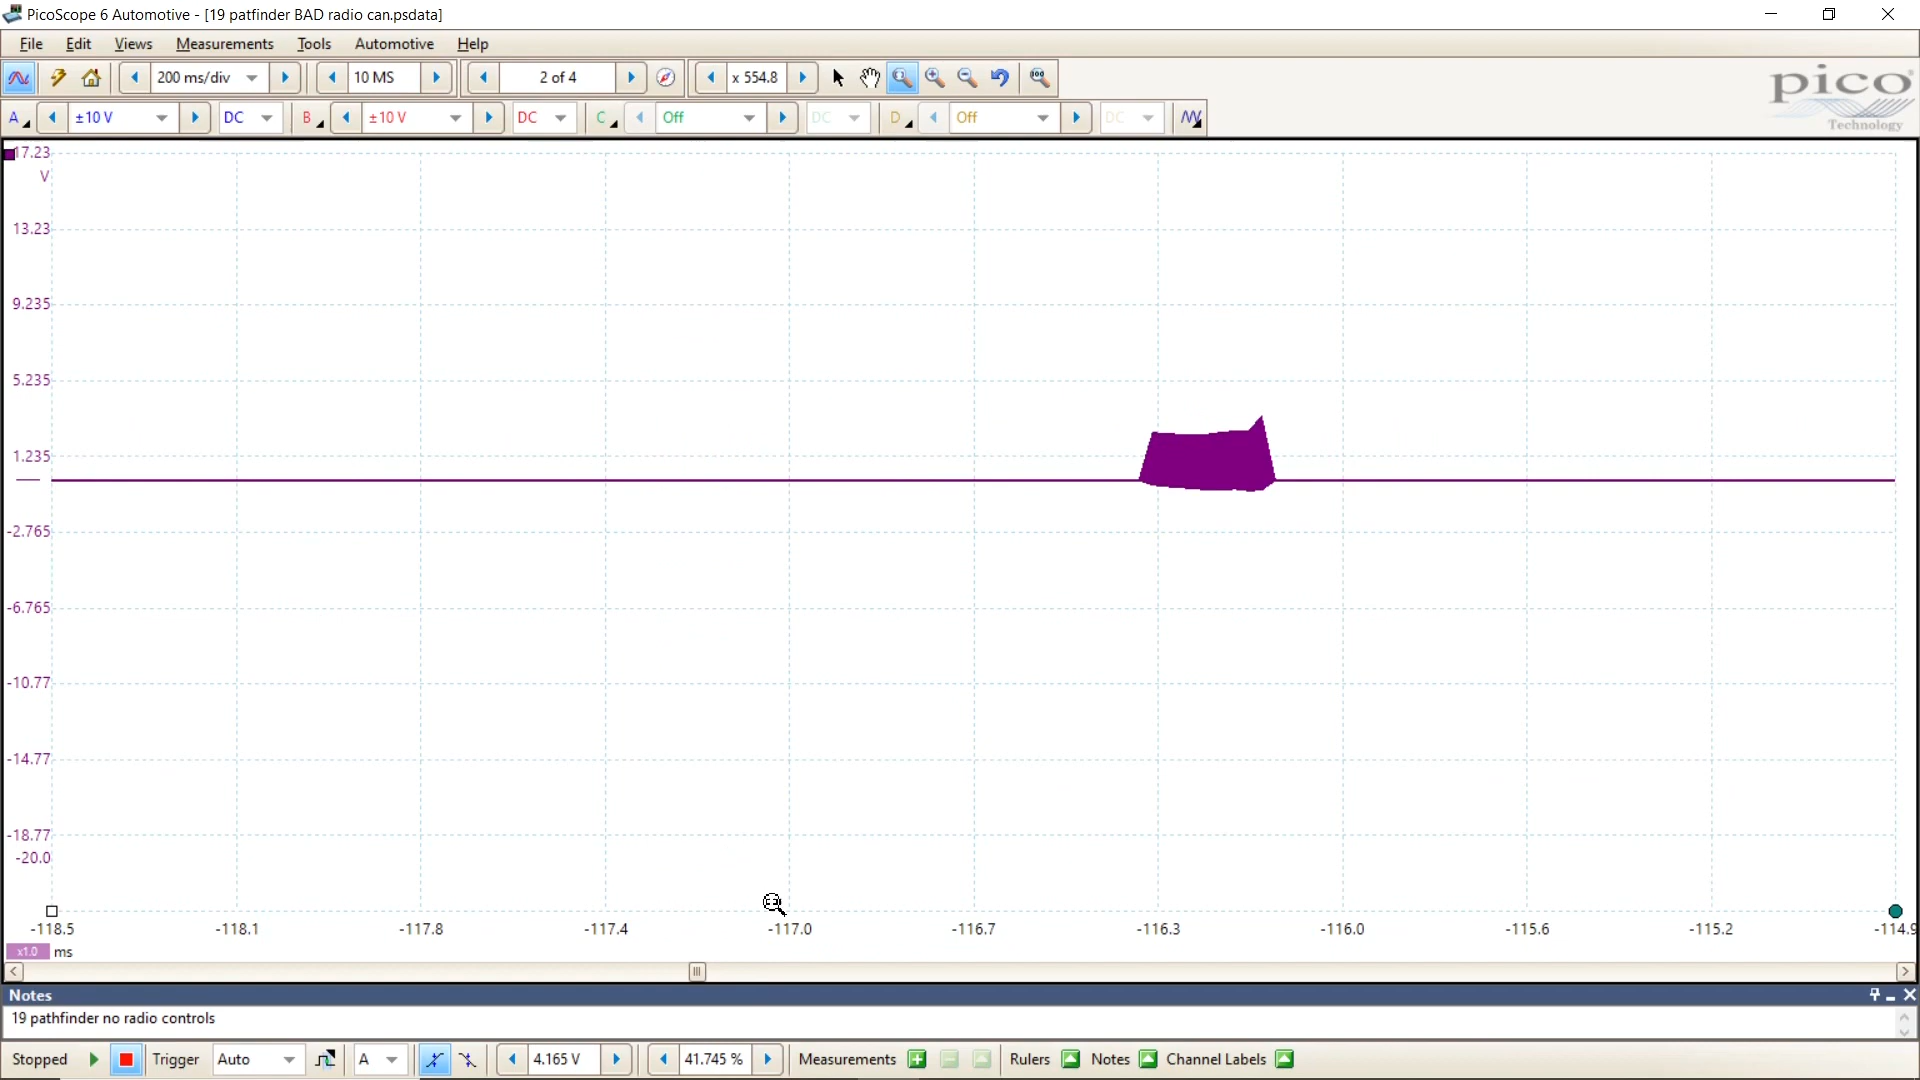 PicoScope 6 Automotive - [19 patfinder BAD radio can.psdata]
File Edit Views Measurements Tools Automotive Help
200 ms/div 10 MS 2 of 4 x 554.8
A ±10 V DC B ±10 V DC C Off DC D Off DC
pico
Technology
17.23
V
13.23
9.235
5.235
1.235
-2.765
-6.765
-10.77
-14.77
-18.77
-20.0
-118.5 -118.1 -117.8 -117.4 -117.0 -116.7 -116.3 -116.0 -115.6 -115.2 -114.9
x1.0 ms
Notes
19 pathfinder no radio controls
Stopped Trigger Auto A 4.165 V 41.745 % Measurements Rulers Notes Channel Labels